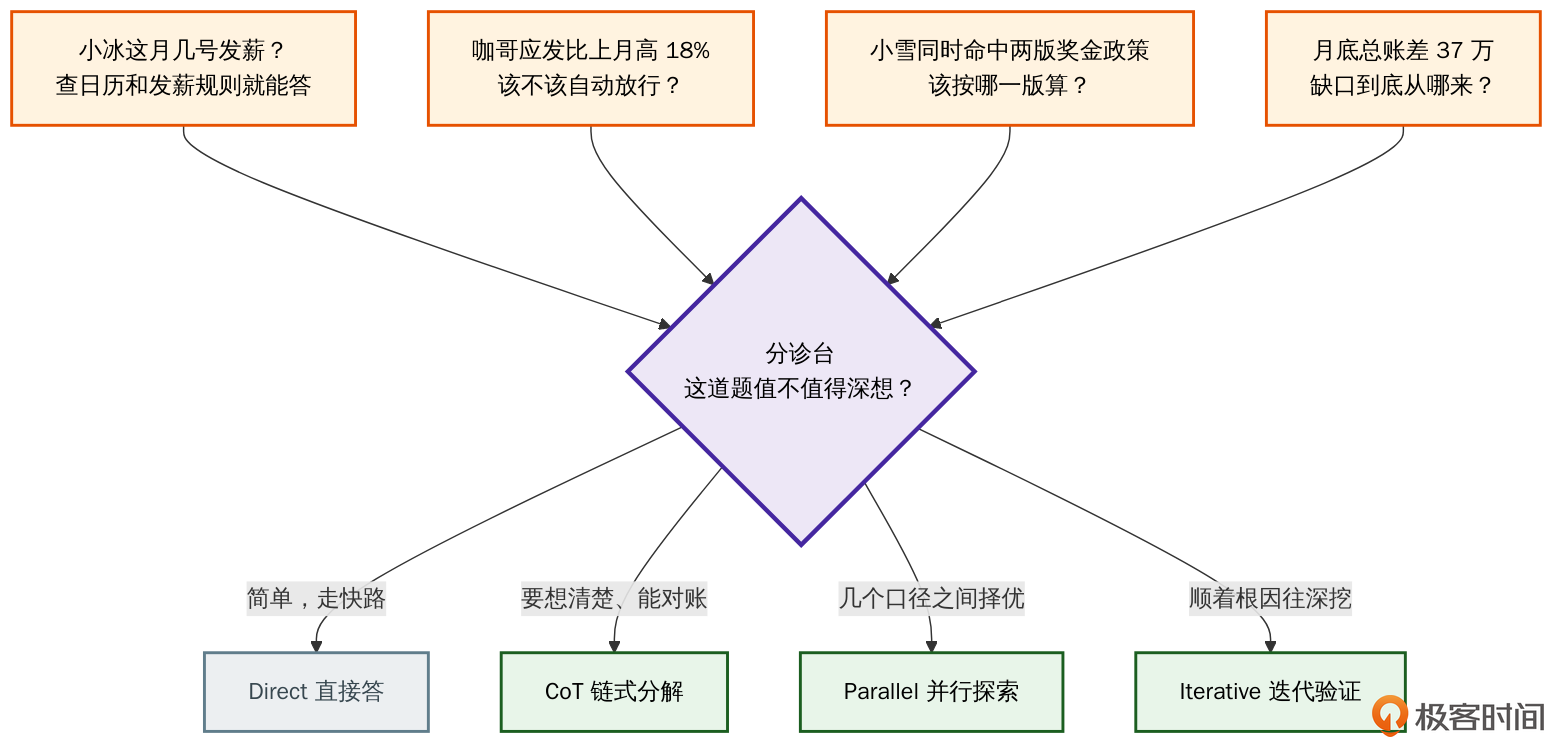 小冰这月几号发薪？
查日历和发薪规则就能答
咖哥应发比上月高 18%
该不该自动放行？
小雪同时命中两版奖金政策
该按哪一版算？
月底总账差 37 万
缺口到底从哪来？
分诊台
这道题值不值得深想？
简单，走快路
要想清楚、能对账
几个口径之间择优
顺着根因往深挖
Direct 直接答
CoT 链式分解
Parallel 并行探索
Iterative 迭代验证
极客时间